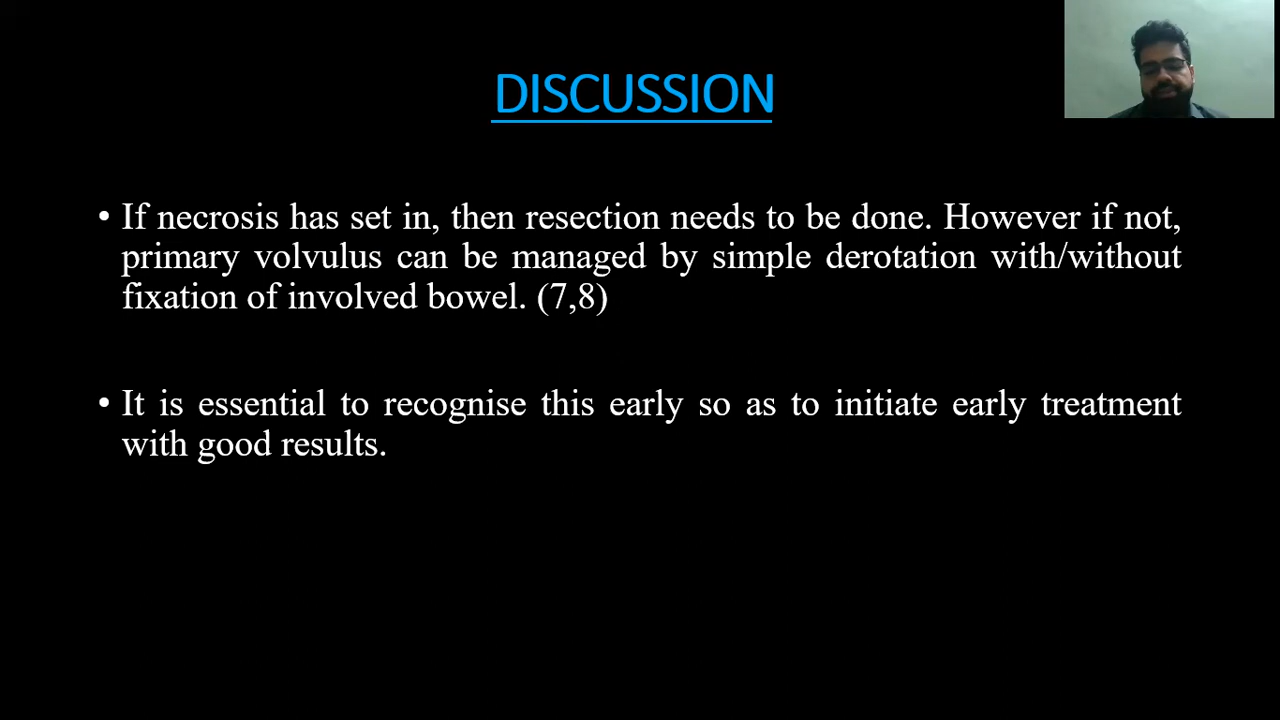 DISCUSSION
• If necrosis has set in, then resection needs to be done. However if not,
primary volvulus can be managed by simple derotation with/without
fixation of involved bowel. (7,8)
• It is essential to recognise this early so as to initiate early treatment
with good results.